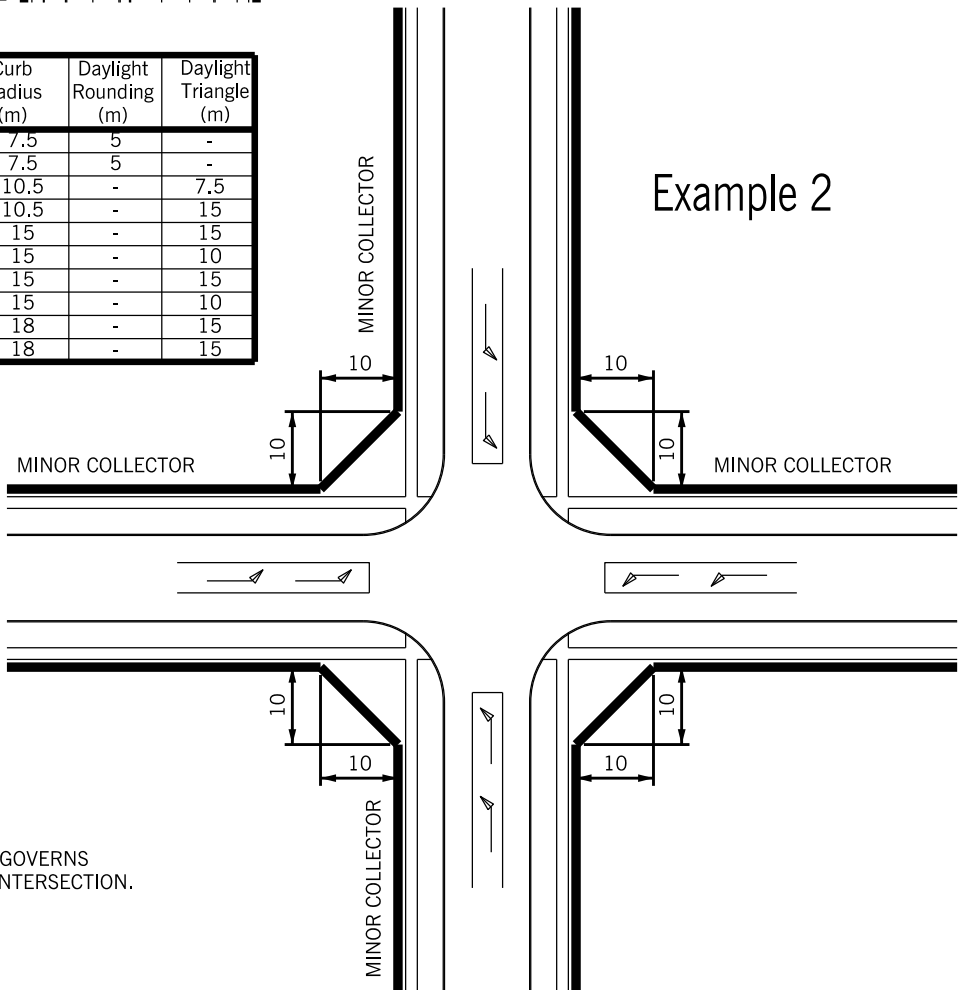 Daylight Daylight
Rounding Triangle
(m) (m) (m)
7.5 5 -
7.5 5 -
10.5 - 7.5
10.5 - 15
15 - 15
15 - 10
15 - 15
15 - 10
18 - 15
18 - 15
Example 2
MINOR COLLECTOR
10
10
10
10
MINOR COLLECTOR
MINOR COLLECTOR
10
10
10
10
MINOR COLLECTOR
GOVERNS
INTERSECTION.